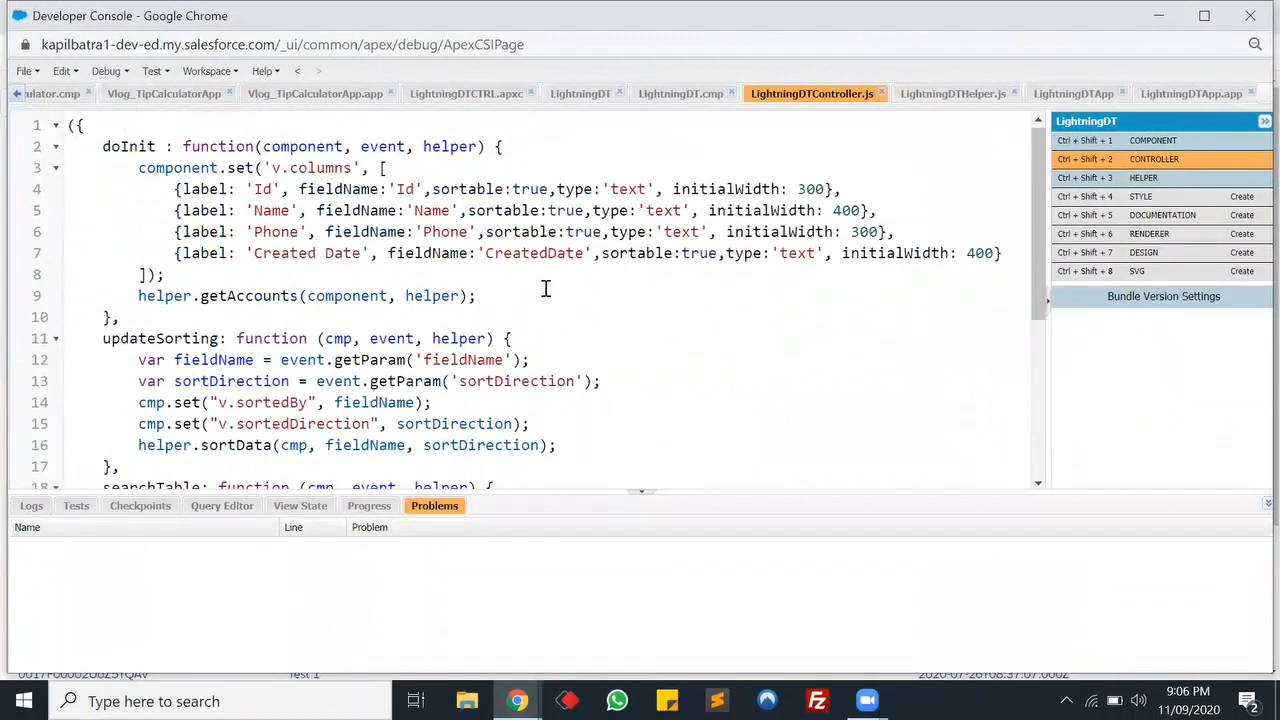 Developer Console - Google Chrome
kapilbatra1-dev-ed.my.salesforce.com/_ui/common/apex/debug/ApexCSIPage
File Edit Debug Test Workspace Help < >
ulator.cmp Vlog_TipCalculatorApp Vlog_TipCalculatorApp.app LightningDTCTRL.apxc LightningDT LightningDT.cmp LightningDTController.js LightningDTHelper.js LightningDTApp LightningDTApp.app
1 ({
2 doInit : function(component, event, helper) {
3 component.set('v.columns', [
4 {label: 'Id', fieldName:'Id',sortable:true,type:'text', initialWidth: 300},
5 {label: 'Name', fieldName:'Name',sortable:true,type:'text', initialWidth: 400},
6 {label: 'Phone', fieldName:'Phone',sortable:true,type:'text', initialWidth: 300},
7 {label: 'Created Date', fieldName:'CreatedDate',sortable:true,type:'text', initialWidth: 400}
8 ]);
9 helper.getAccounts(component, helper);
10 },
11 updateSorting: function (cmp, event, helper) {
12 var fieldName = event.getParam('fieldName');
13 var sortDirection = event.getParam('sortDirection');
14 cmp.set("v.sortedBy", fieldName);
15 cmp.set("v.sortedDirection", sortDirection);
16 helper.sortData(cmp, fieldName, sortDirection);
17 },
18 searchTable: function (cmp, event, helper) {
LightningDT
Ctrl + Shift + 1 COMPONENT
Ctrl + Shift + 2 CONTROLLER
Ctrl + Shift + 3 HELPER
Ctrl + Shift + 4 STYLE Create
Ctrl + Shift + 5 DOCUMENTATION Create
Ctrl + Shift + 6 RENDERER Create
Ctrl + Shift + 7 DESIGN Create
Ctrl + Shift + 8 SVG Create
Bundle Version Settings
Logs Tests Checkpoints Query Editor View State Progress Problems
Name Line Problem
Test 1
Type here to search
9:06 PM
11/09/2020
2